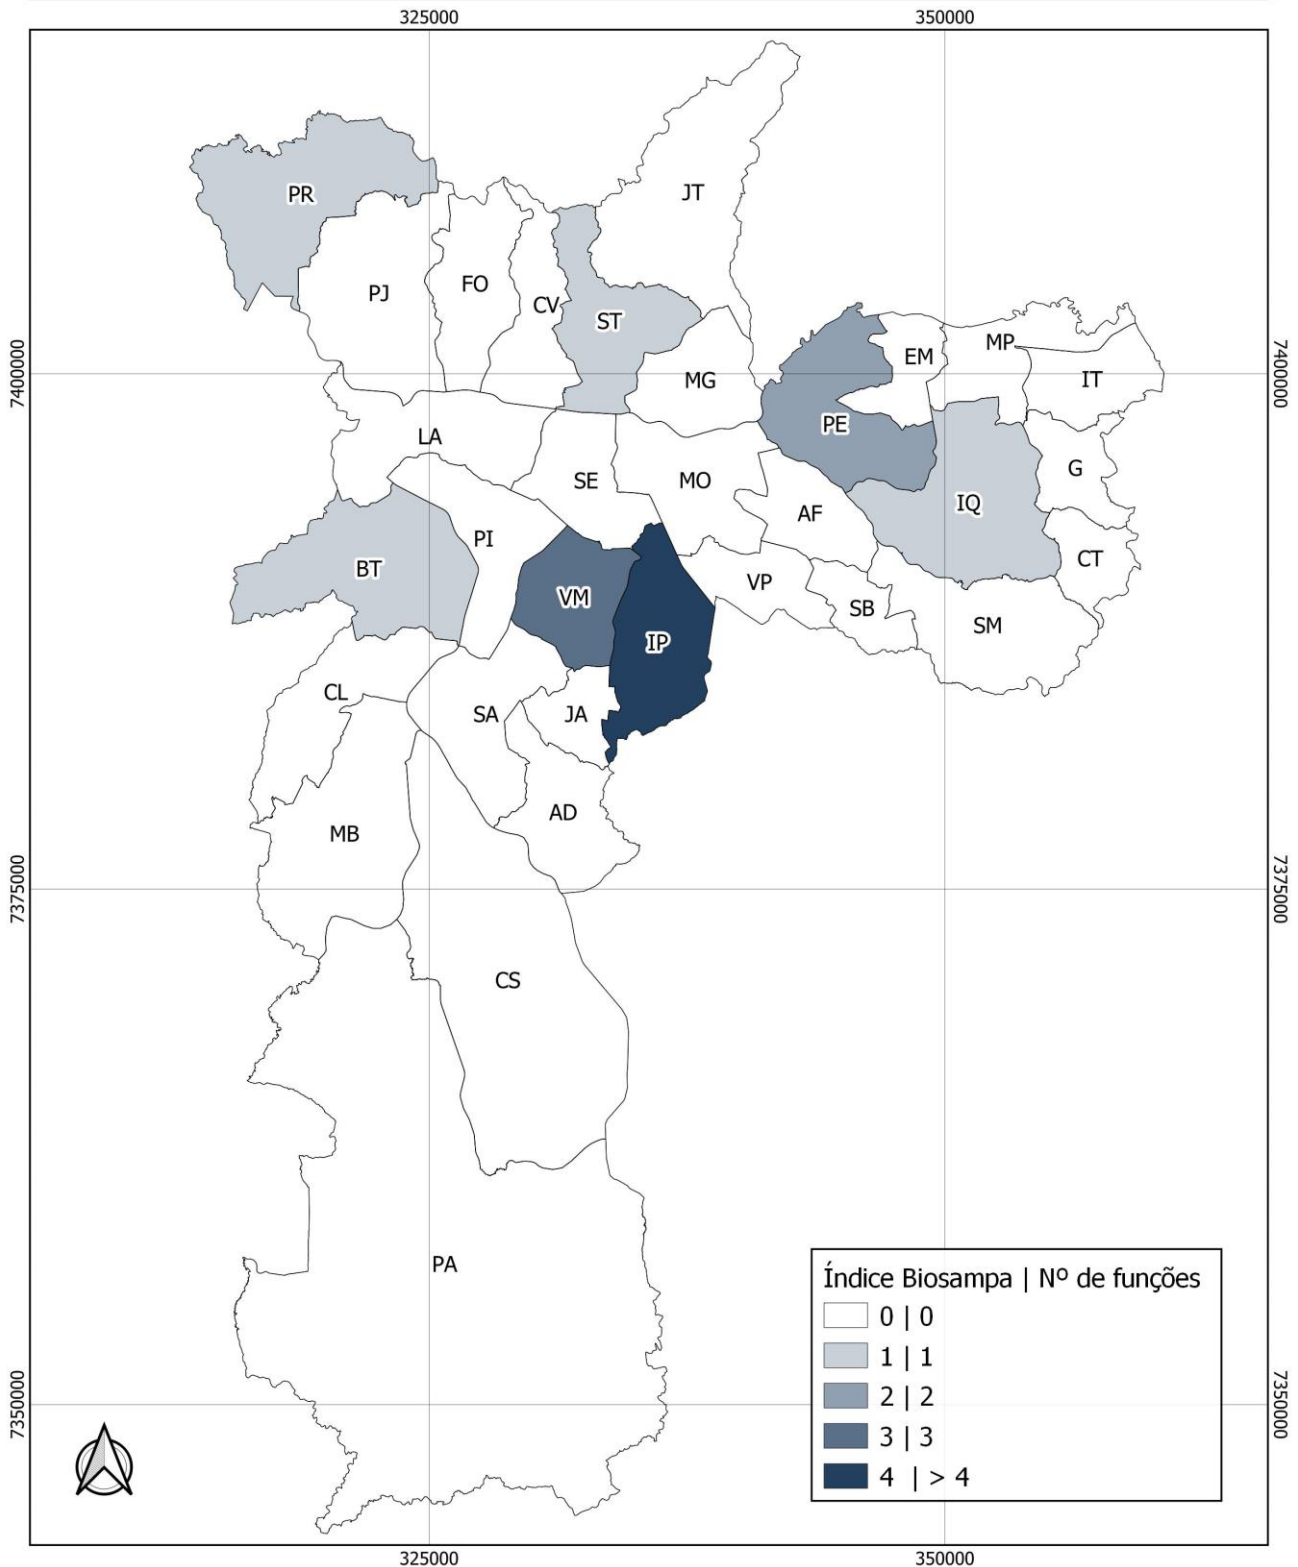 325000 350000
JT
PR
PJ FO CV ST
MG EM MP IT
7400000 7400000
PE
LA
SE MO G
IQ
AF
PI
BT VM VP CT
SB
SM
IP
CL SA JA
AD
MB
7375000 7375000
CS
PA
Índice Biosampa | Nº de funções
0 | 0
1 | 1
2 | 2
3 | 3
4 | > 4
7350000 7350000
325000 350000